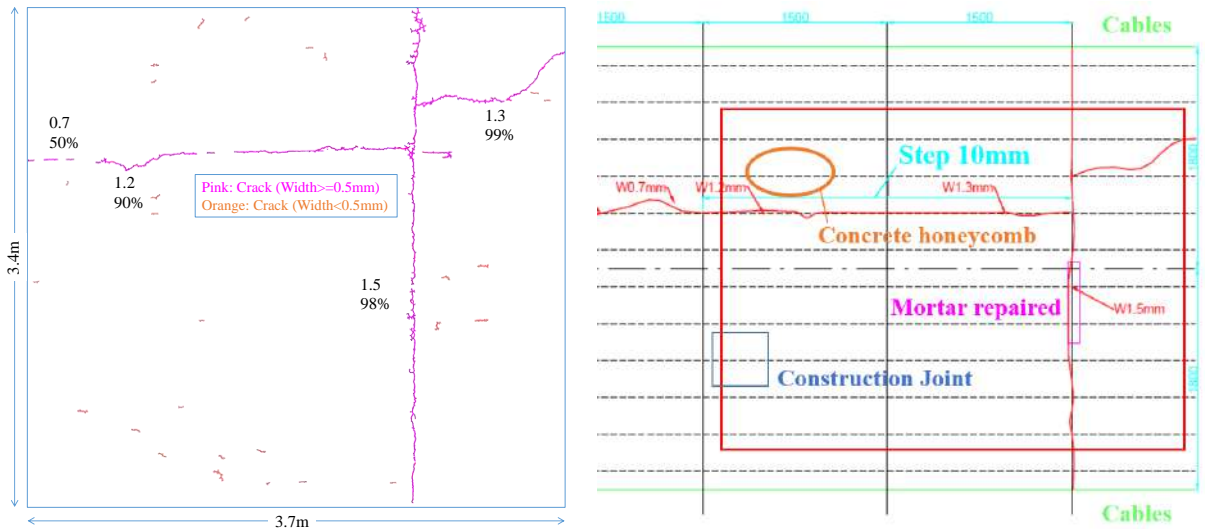 0.7
50%
1.2
90%
1.3
99%
Pink: Crack (Width>=0.5mm)
Orange: Crack (Width<0.5mm)
1.5
98%
3.4m
3.7m
1500
1500
1500
Cables
Step 10mm
1800
W0.7mm
W1.2mm
W1.3mm
Concrete honeycomb
Mortar repaired
W1.5mm
Construction Joint
1800
Cables